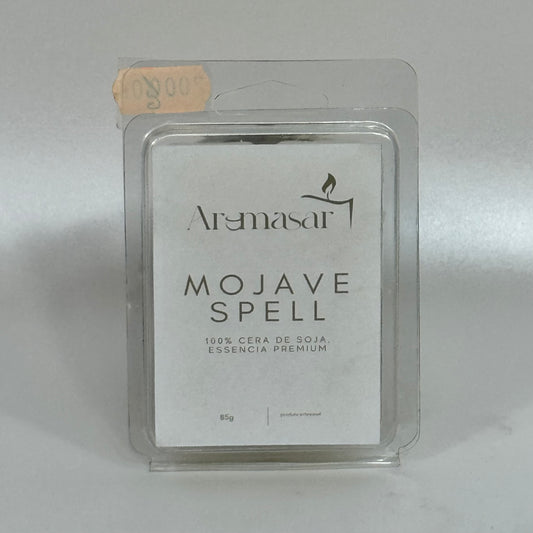 Aromasar
MOJAVE
SPELL
100% CERA DE SOJA,
ESSENCIA PREMIUM
85g